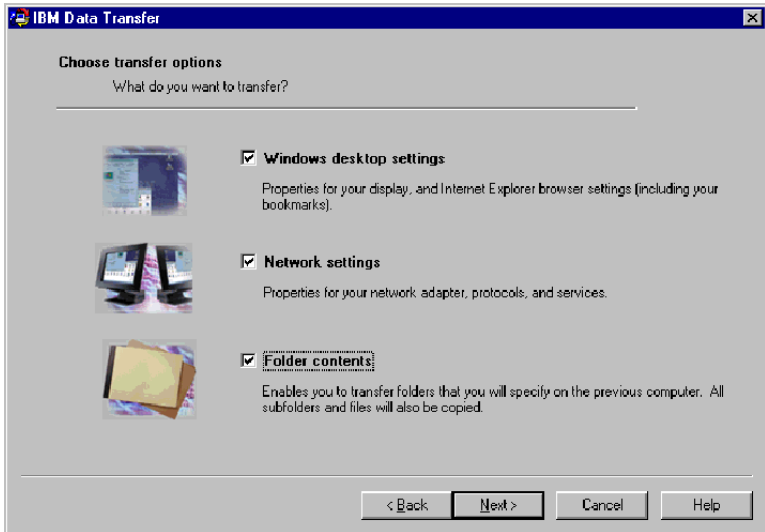 IBM Data Transfer
Choose transfer options
What do you want to transfer?
Windows desktop settings
Properties for your display, and Internet Explorer browser settings (including your
bookmarks).
Network settings
Properties for your network adapter, protocols, and services.
Folder contents
Enables you to transfer folders that you will specify on the previous computer. All
subfolders and files will also be copied.
< Back
Next >
Cancel
Help